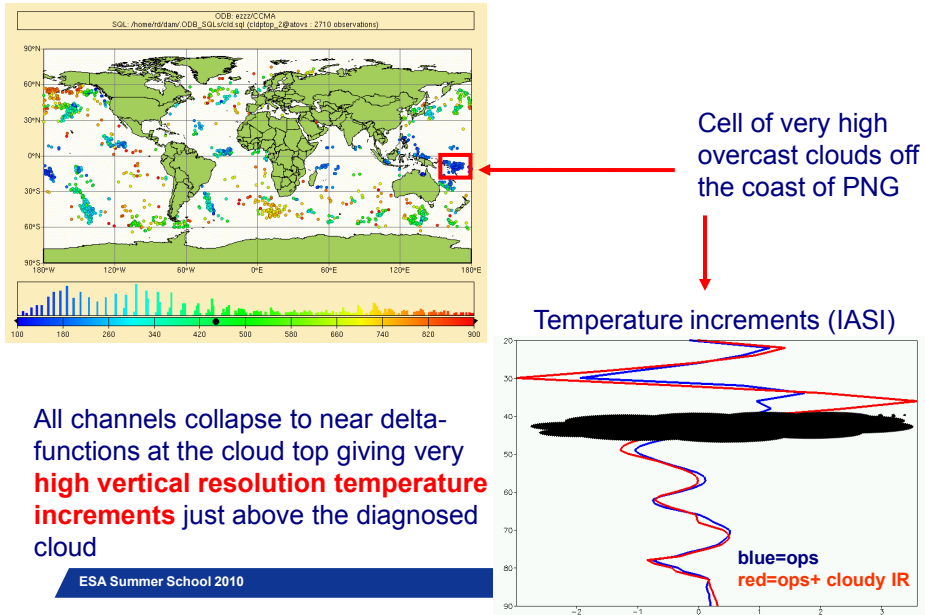 ODB: ezzz/CCMA
SQL: /home/rd/dam/.ODB_SQLs/cld.sql (cldptop_2@atovs : 2710 observations)
90°N
60°N
30°N
0°N
30°S
60°S
90°S
180°W 120°W 60°W 0°E 60°E 120°E 180°E
100 180 260 340 420 500 580 660 740 820 900
Cell of very high
overcast clouds off
the coast of PNG
Temperature increments (IASI)
20
30
40
50
60
70
80
90
-2 -1 0 1 2 3
blue=ops
red=ops+ cloudy IR
All channels collapse to near delta-
functions at the cloud top giving very
high vertical resolution temperature
increments just above the diagnosed
cloud
ESA Summer School 2010